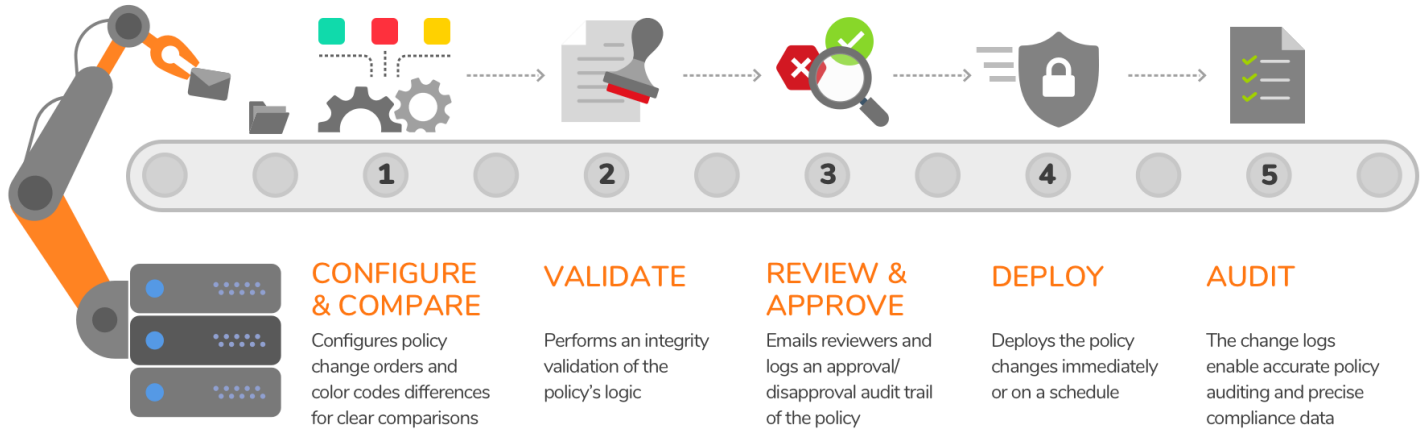 1
2
3
4
5
CONFIGURE
& COMPARE
Configures policy
change orders and
color codes differences
for clear comparisons
VALIDATE
Performs an integrity
validation of the
policy's logic
REVIEW &
APPROVE
Emails reviewers and
logs an approval/
disapproval audit trail
of the policy
DEPLOY
Deploys the policy
changes immediately
or on a schedule
AUDIT
The change logs
enable accurate policy
auditing and precise
compliance data